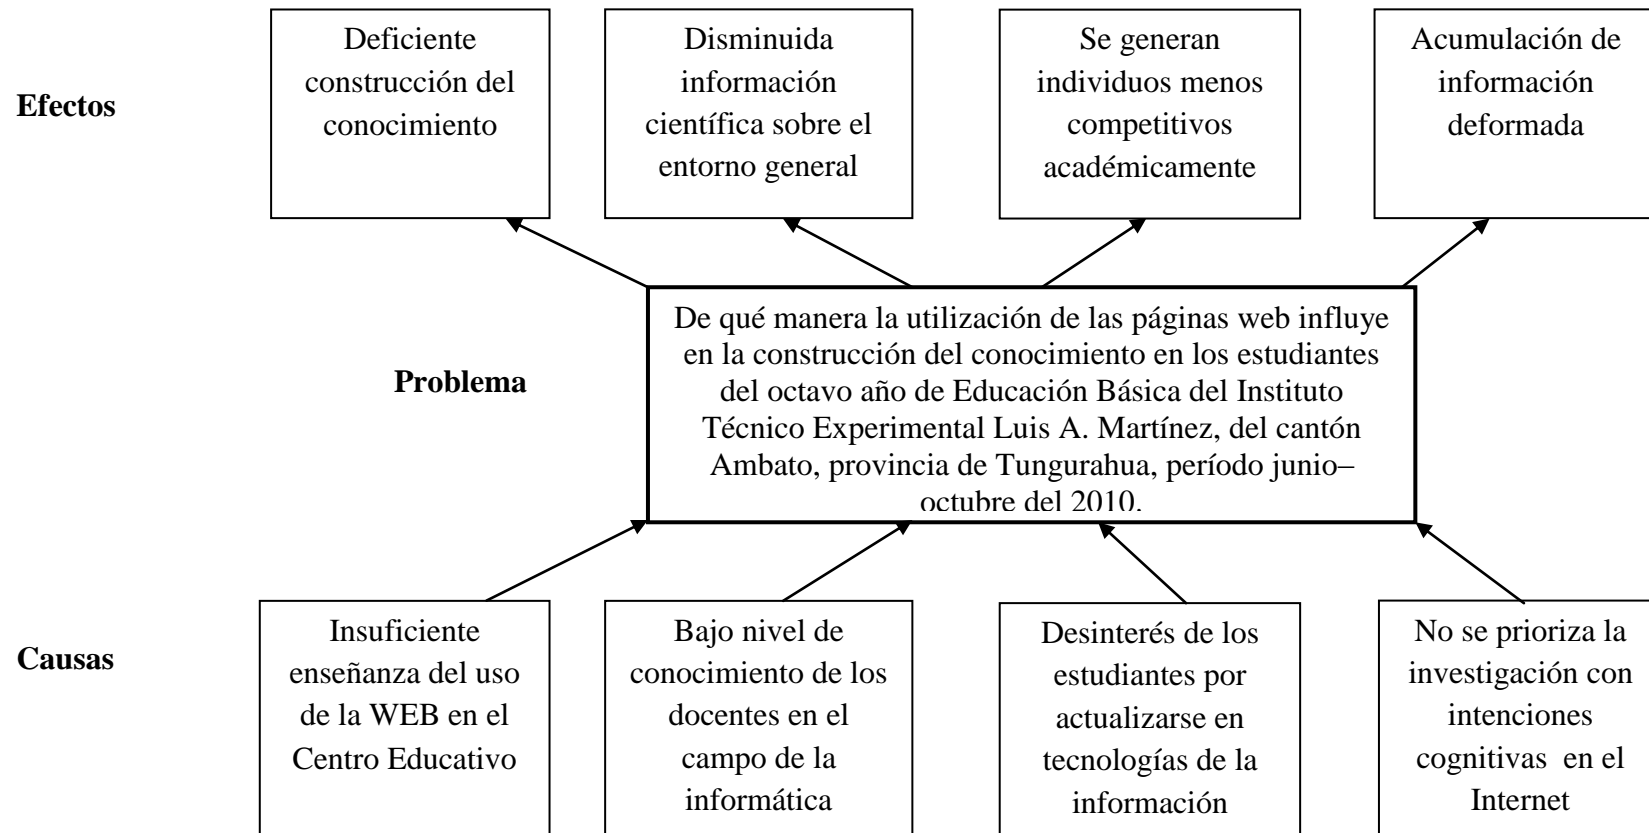 Efectos
Deficiente
construcción del
conocimiento
Disminuida
información
científica sobre el
entorno general
Se generan
individuos menos
competitivos
académicamente
Acumulación de
información
deformada
Problema
De qué manera la utilización de las páginas web influye
en la construcción del conocimiento en los estudiantes
del octavo año de Educación Básica del Instituto
Técnico Experimental Luis A. Martínez, del cantón
Ambato, provincia de Tungurahua, período junio–
octubre del 2010.
Causas
Insuficiente
enseñanza del uso
de la WEB en el
Centro Educativo
Bajo nivel de
conocimiento de los
docentes en el
campo de la
informática
Desinterés de los
estudiantes por
actualizarse en
tecnologías de la
información
No se prioriza la
investigación con
intenciones
cognitivas  en el
Internet